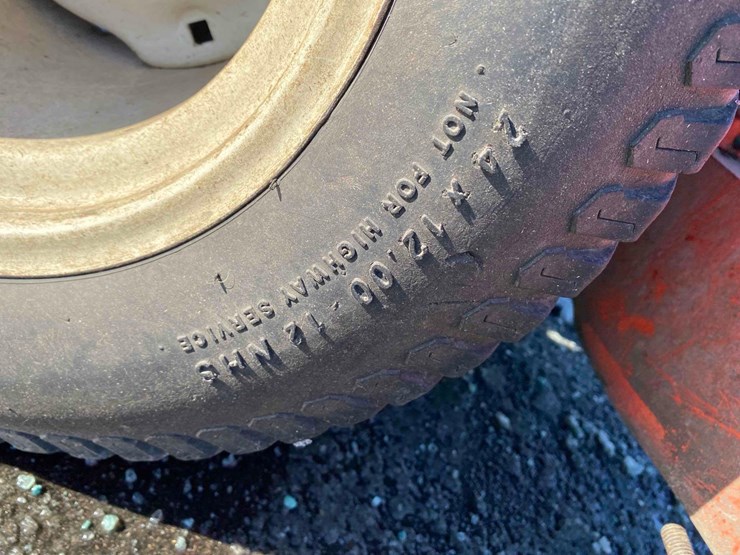 24 x 12.00 - 12 NHS
NOT FOR HIGHWAY SERVICE